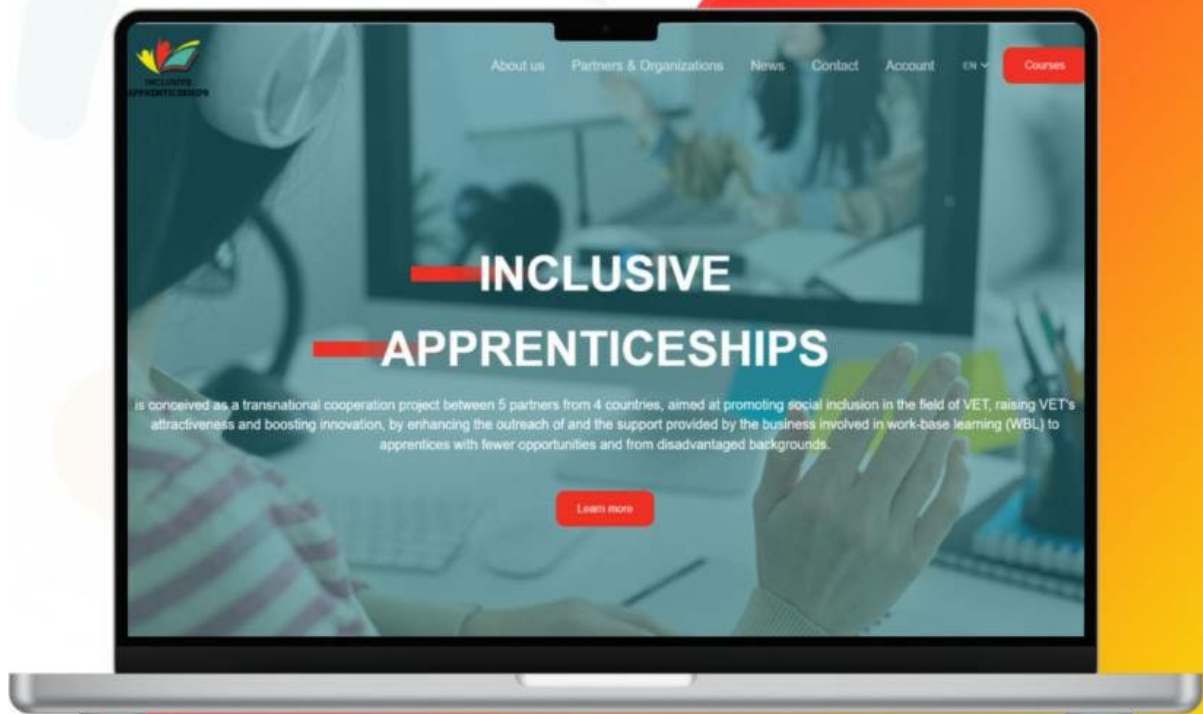 INCLUSIVE
APPRENTICESHIPS
About us Partners & Organizations News Contact Account EN Courses
INCLUSIVE
APPRENTICESHIPS
is conceived as a transnational cooperation project between 5 partners from 4 countries, aimed at promoting social inclusion in the field of VET, raising VET's
attractiveness and boosting innovation, by enhancing the outreach of and the support provided by the business involved in work-base learning (WBL) to
apprentices with fewer opportunities and from disadvantaged backgrounds.
Learn more